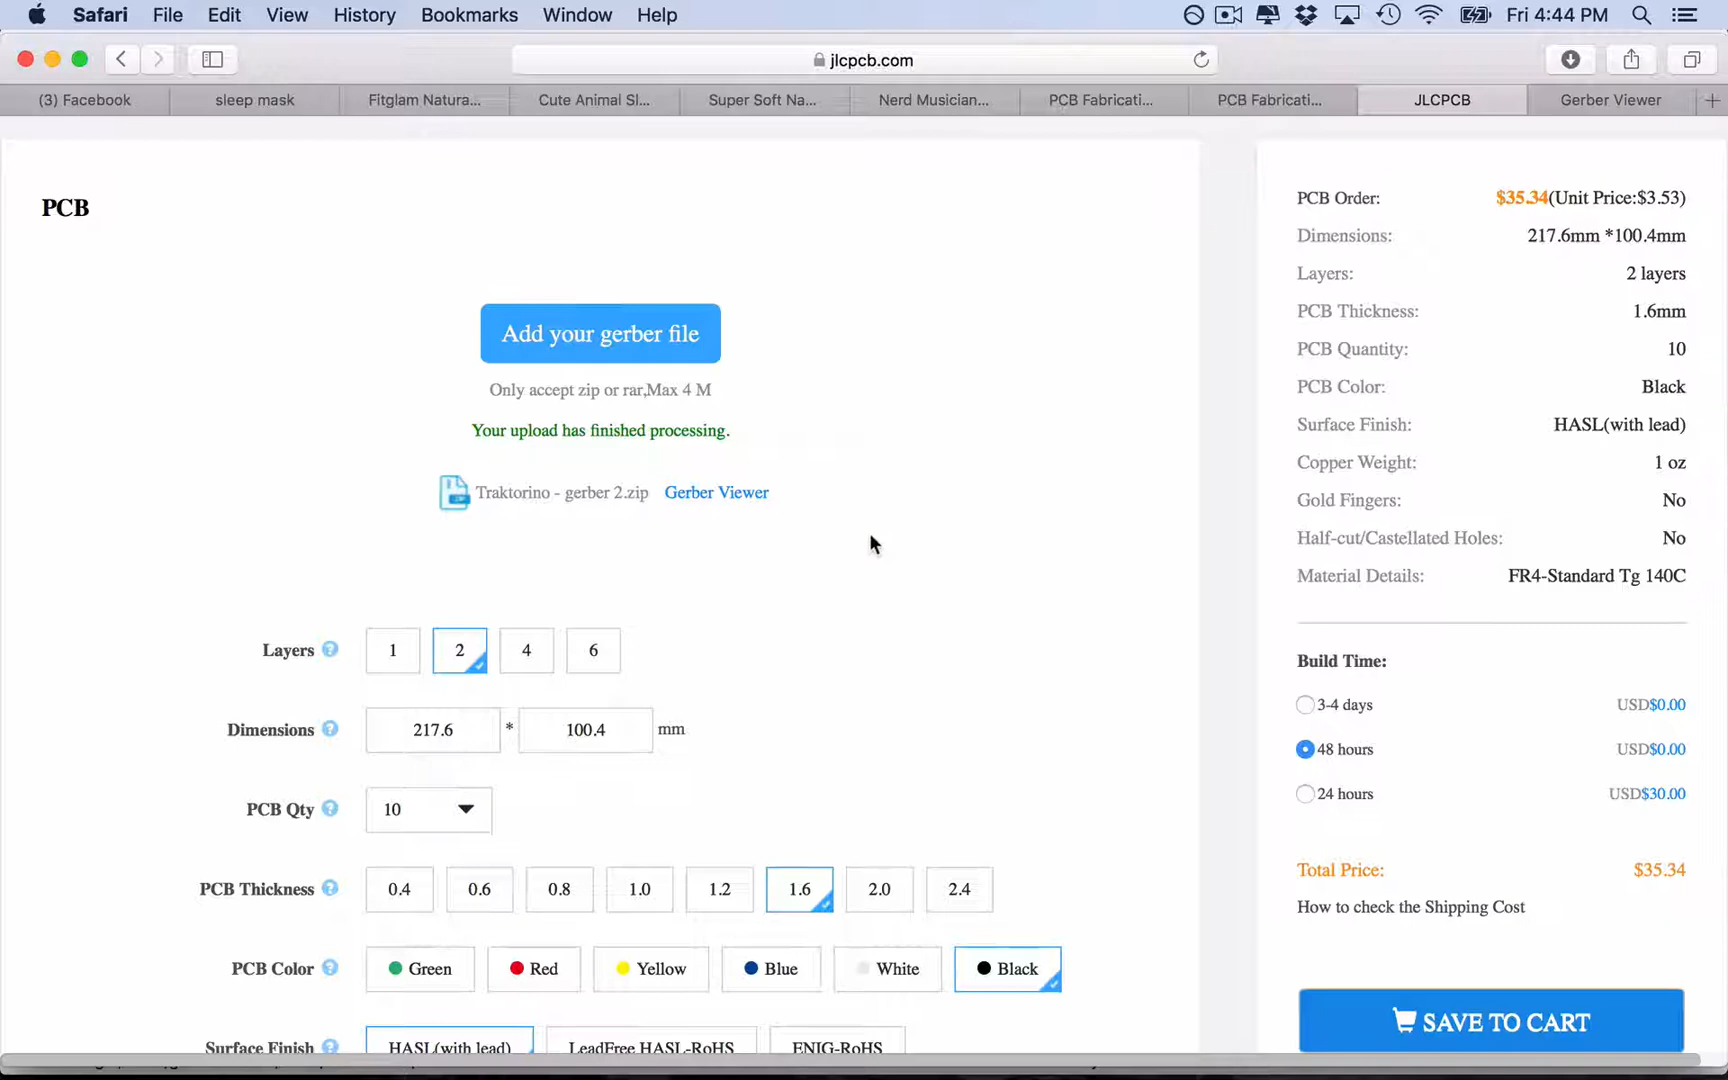 Safari File Edit View History Bookmarks Window Help Fri 4:44 PM
jlcpcb.com
(3) Facebook sleep mask Fitglam Natura... Cute Animal Sl... Super Soft Na... Nerd Musician... PCB Fabricati... PCB Fabricati... JLCPCB Gerber Viewer
PCB
Add your gerber file
Only accept zip or rar,Max 4 M
Your upload has finished processing.
Traktorino - gerber 2.zip Gerber Viewer
Layers ? 1 2 4 6
Dimensions ? 217.6 * 100.4 mm
PCB Qty ? 10
PCB Thickness ? 0.4 0.6 0.8 1.0 1.2 1.6 2.0 2.4
PCB Color ? Green Red Yellow Blue White Black
Surface Finish ? HASL(with lead) LeadFree HASL-RoHS ENIG-RoHS
PCB Order: $35.34(Unit Price:$3.53)
Dimensions: 217.6mm *100.4mm
Layers: 2 layers
PCB Thickness: 1.6mm
PCB Quantity: 10
PCB Color: Black
Surface Finish: HASL(with lead)
Copper Weight: 1 oz
Gold Fingers: No
Half-cut/Castellated Holes: No
Material Details: FR4-Standard Tg 140C
Build Time:
3-4 days USD$0.00
48 hours USD$0.00
24 hours USD$30.00
Total Price: $35.34
How to check the Shipping Cost
SAVE TO CART